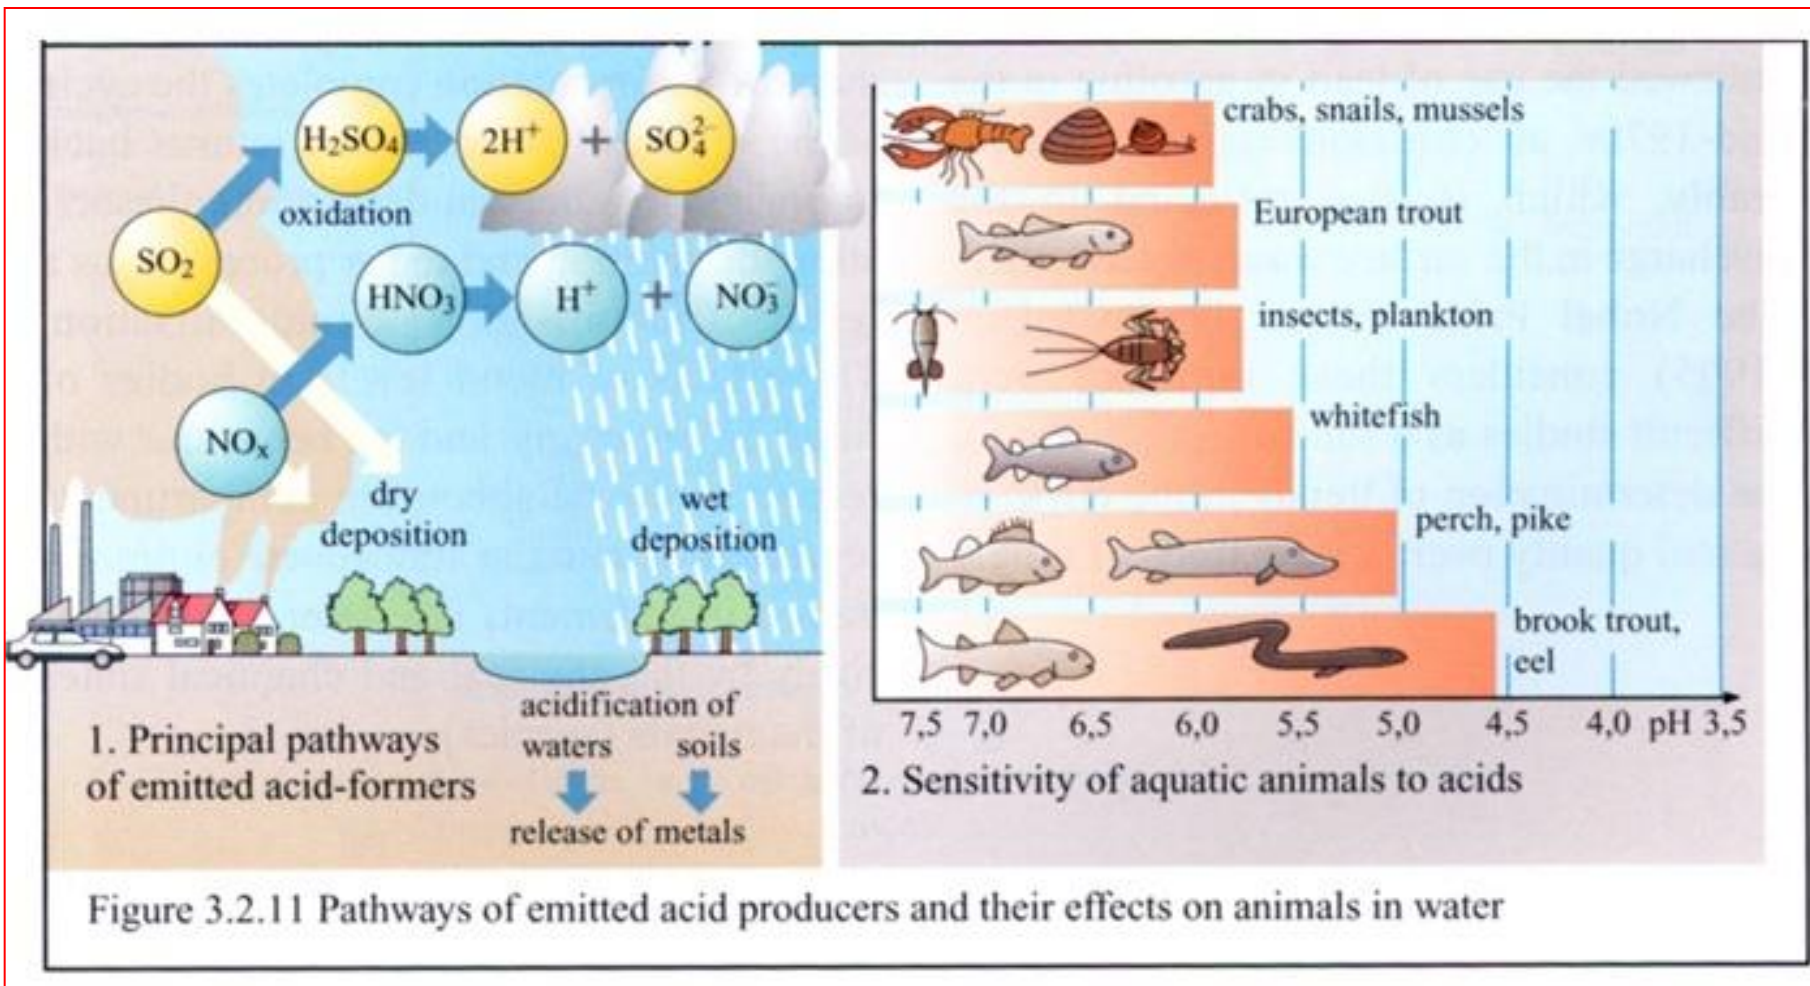 H₂SO₄
2H⁺
+
SO₄²⁻
oxidation
SO₂
HNO₃
H⁺
+
NO₃⁻
NOₓ
dry
deposition
wet
deposition
acidification of
waters
soils
release of metals
1. Principal pathways
of emitted acid-formers
crabs, snails, mussels
European trout
insects, plankton
whitefish
perch, pike
brook trout,
eel
7,5 7,0 6,5 6,0 5,5 5,0 4,5 4,0 pH 3,5
2. Sensitivity of aquatic animals to acids
Figure 3.2.11 Pathways of emitted acid producers and their effects on animals in water